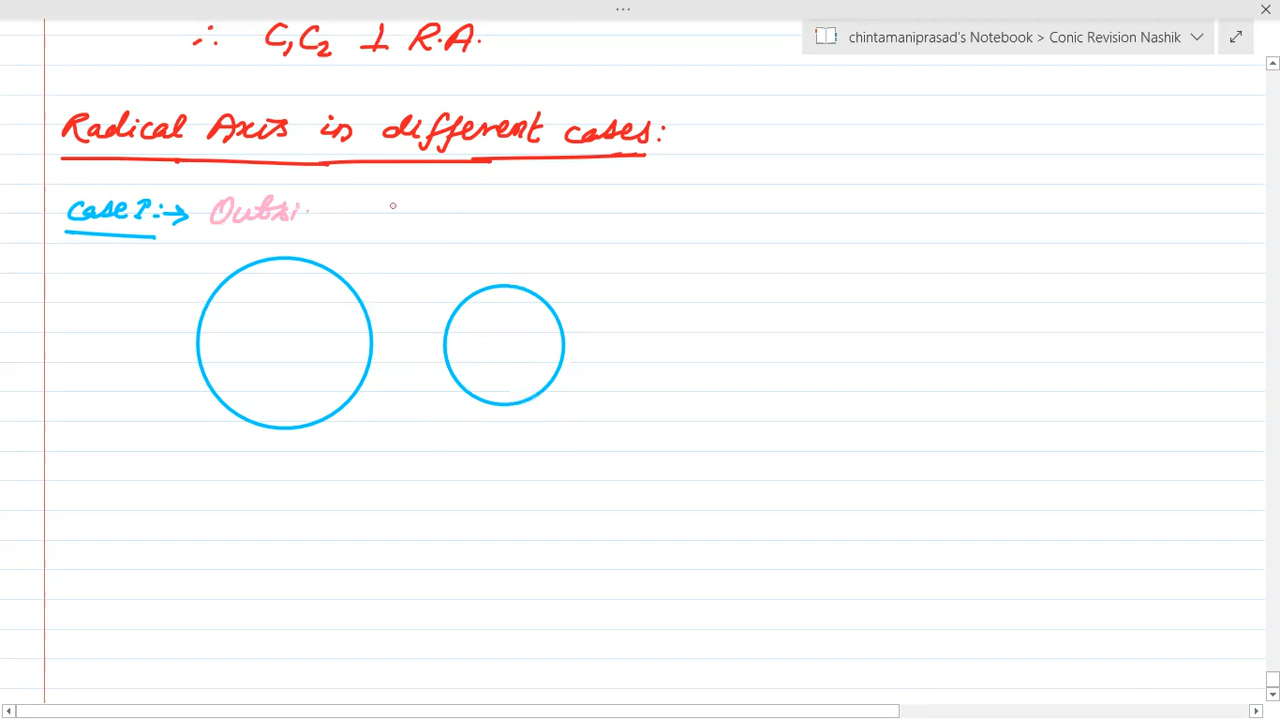 ∴ C₁C₂ ⊥ R.A.
chintamaniprasad's Notebook > Conic Revision Nashik
Radical Axis in different cases:
Case I:→ Outsi